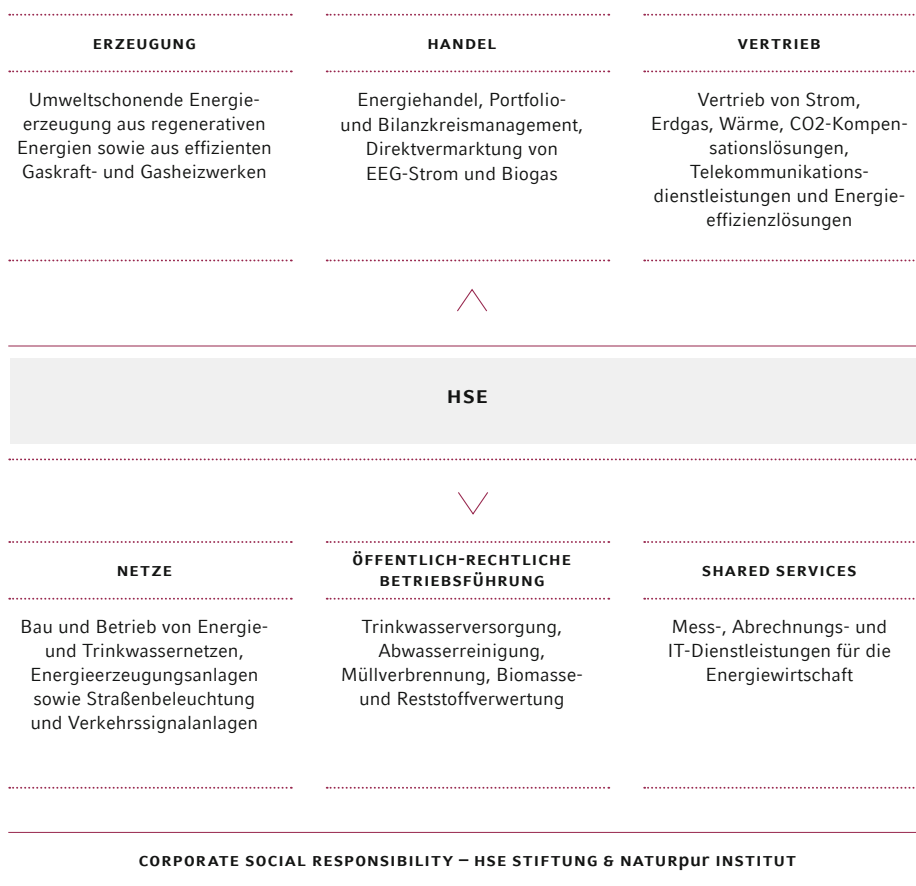 ERZEUGUNG
Umweltschonende Energie-
erzeugung aus regenerativen
Energien sowie aus effizienten
Gaskraft- und Gasheizwerken
HANDEL
Energiehandel, Portfolio-
und Bilanzkreismanagement,
Direktvermarktung von
EEG-Strom und Biogas
VERTRIEB
Vertrieb von Strom,
Erdgas, Wärme, CO2-Kompen-
sationslösungen,
Telekommunikations-
dienstleistungen und Energie-
effizienzlösungen
HSE
NETZE
Bau und Betrieb von Energie-
und Trinkwassernetzen,
Energieerzeugungsanlagen
sowie Straßenbeleuchtung
und Verkehrssignalanlagen
ÖFFENTLICH-RECHTLICHE
BETRIEBSFÜHRUNG
Trinkwasserversorgung,
Abwasserreinigung,
Müllverbrennung, Biomasse-
und Reststoffverwertung
SHARED SERVICES
Mess-, Abrechnungs- und
IT-Dienstleistungen für die
Energiewirtschaft
CORPORATE SOCIAL RESPONSIBILITY – HSE STIFTUNG & NATURpur INSTITUT